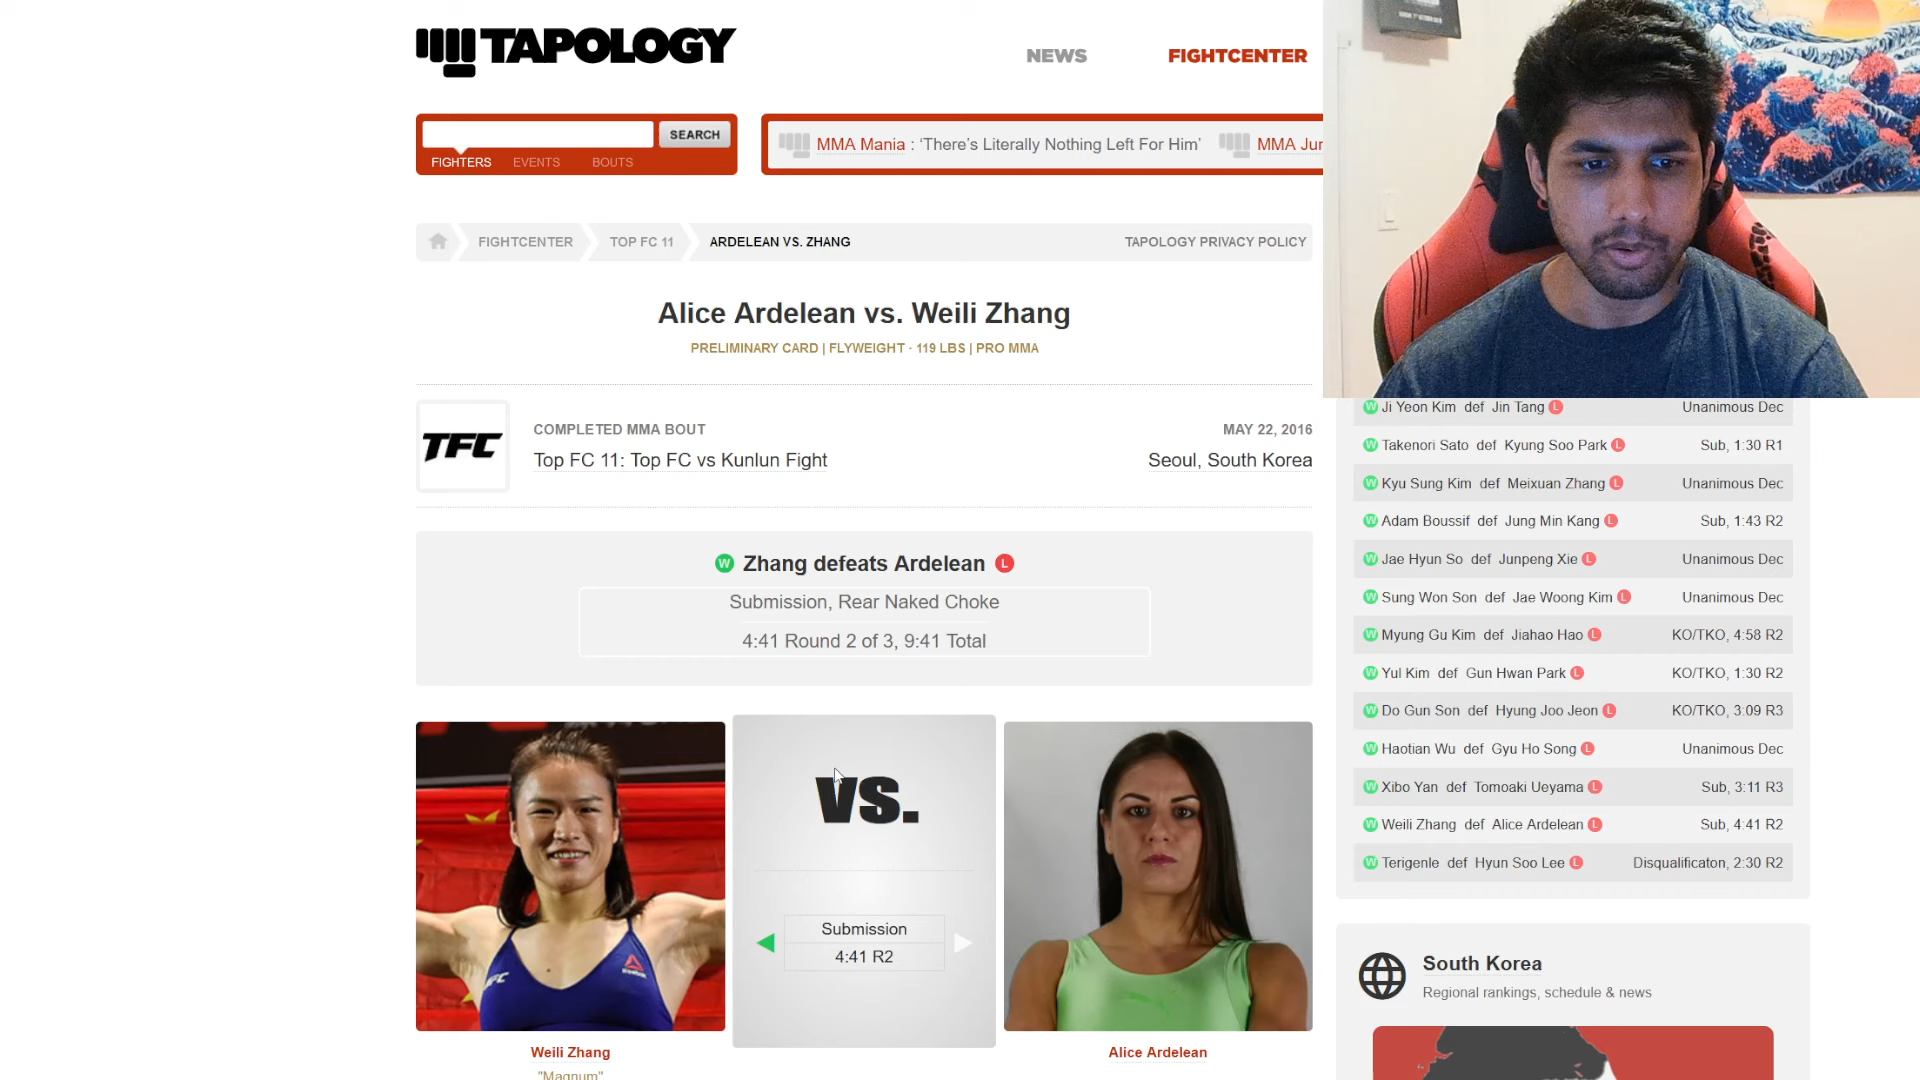 TAPOLOGY
NEWS
FIGHTCENTER
SEARCH
FIGHTERS EVENTS BOUTS
MMA Mania : ‘There’s Literally Nothing Left For Him’ MMA Jur
FIGHTCENTER TOP FC 11 ARDELEAN VS. ZHANG TAPOLOGY PRIVACY POLICY
Alice Ardelean vs. Weili Zhang
PRELIMINARY CARD | FLYWEIGHT · 119 LBS | PRO MMA
TFC
COMPLETED MMA BOUT MAY 22, 2016
Top FC 11: Top FC vs Kunlun Fight Seoul, South Korea
W Zhang defeats Ardelean L
Submission, Rear Naked Choke
4:41 Round 2 of 3, 9:41 Total
VS.
Submission
4:41 R2
Weili Zhang
"Magnum"
Alice Ardelean
W Ji Yeon Kim def Jin Tang L Unanimous Dec
W Takenori Sato def Kyung Soo Park L Sub, 1:30 R1
W Kyu Sung Kim def Meixuan Zhang L Unanimous Dec
W Adam Boussif def Jung Min Kang L Sub, 1:43 R2
W Jae Hyun So def Junpeng Xie L Unanimous Dec
W Sung Won Son def Jae Woong Kim L Unanimous Dec
W Myung Gu Kim def Jiahao Hao L KO/TKO, 4:58 R2
W Yul Kim def Gun Hwan Park L KO/TKO, 1:30 R2
W Do Gun Son def Hyung Joo Jeon L KO/TKO, 3:09 R3
W Haotian Wu def Gyu Ho Song L Unanimous Dec
W Xibo Yan def Tomoaki Ueyama L Sub, 3:11 R3
W Weili Zhang def Alice Ardelean L Sub, 4:41 R2
W Terigenle def Hyun Soo Lee L Disqualificaton, 2:30 R2
South Korea
Regional rankings, schedule & news